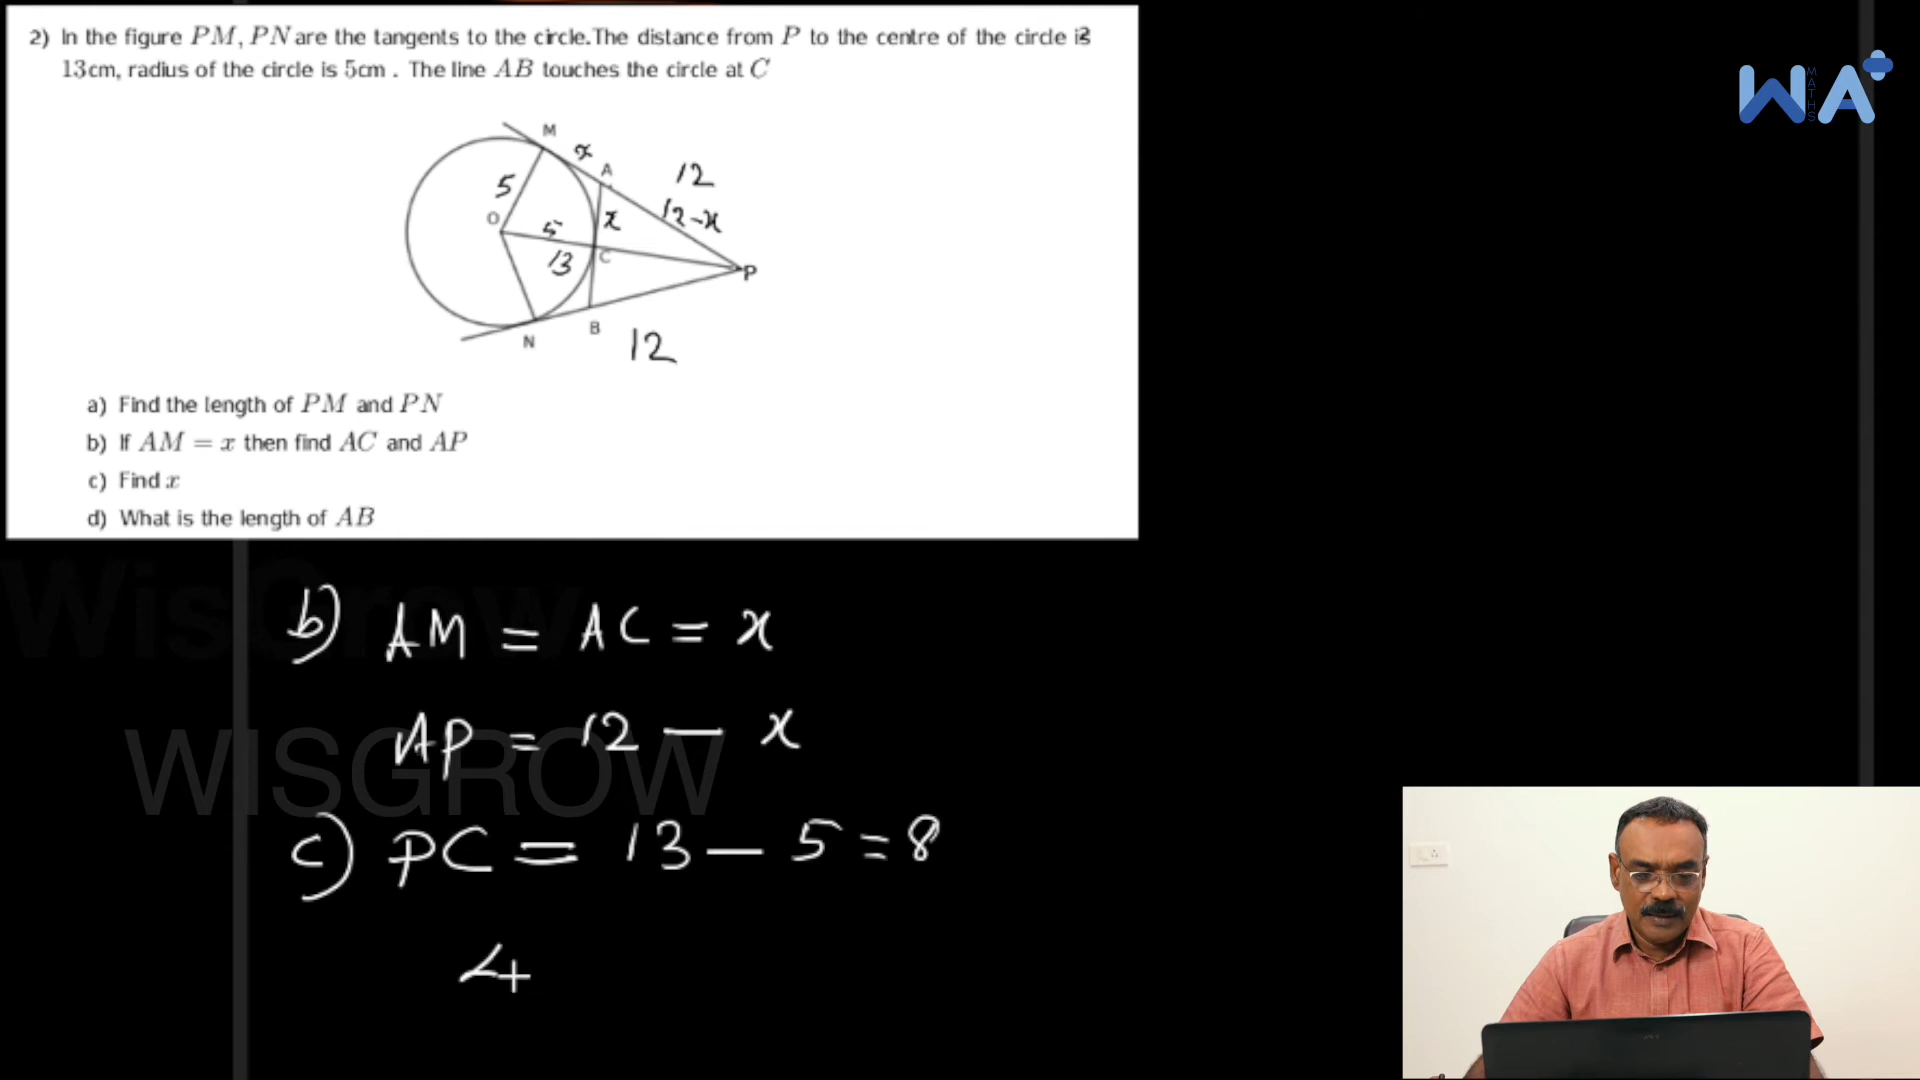 2) In the figure PM, PN are the tangents to the circle. The distance from P to the centre of the circle is
13cm, radius of the circle is 5cm . The line AB touches the circle at C
M
x
A
12
5
12-x
O
5
x
13
C
P
B
N
12
a) Find the length of PM and PN
b) If AM = x then find AC and AP
c) Find x
d) What is the length of AB
b) AM = AC = x
AP = 12 - x
c) PC = 13 - 5 = 8
WISGROW
WisGrow
WA+
MATHS